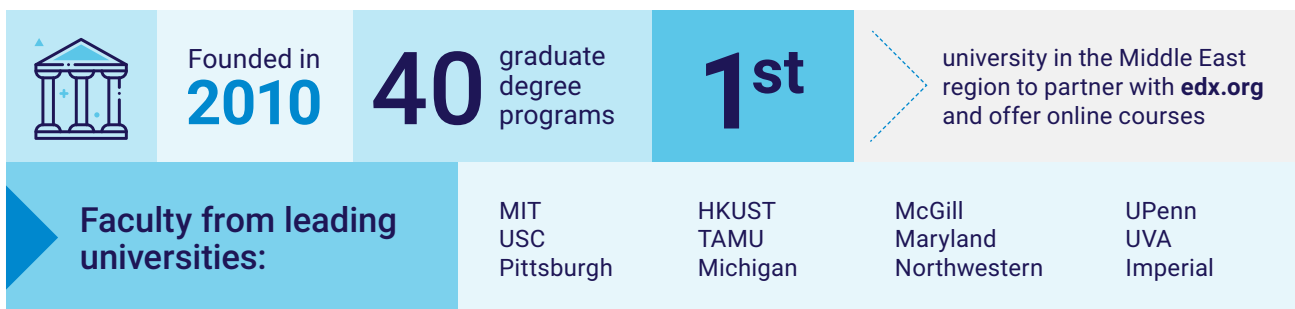 Founded in
2010
40
graduate
degree
programs
1st
university in the Middle East
region to partner with edx.org
and offer online courses
Faculty from leading
universities:
MIT
USC
Pittsburgh
HKUST
TAMU
Michigan
McGill
Maryland
Northwestern
UPenn
UVA
Imperial